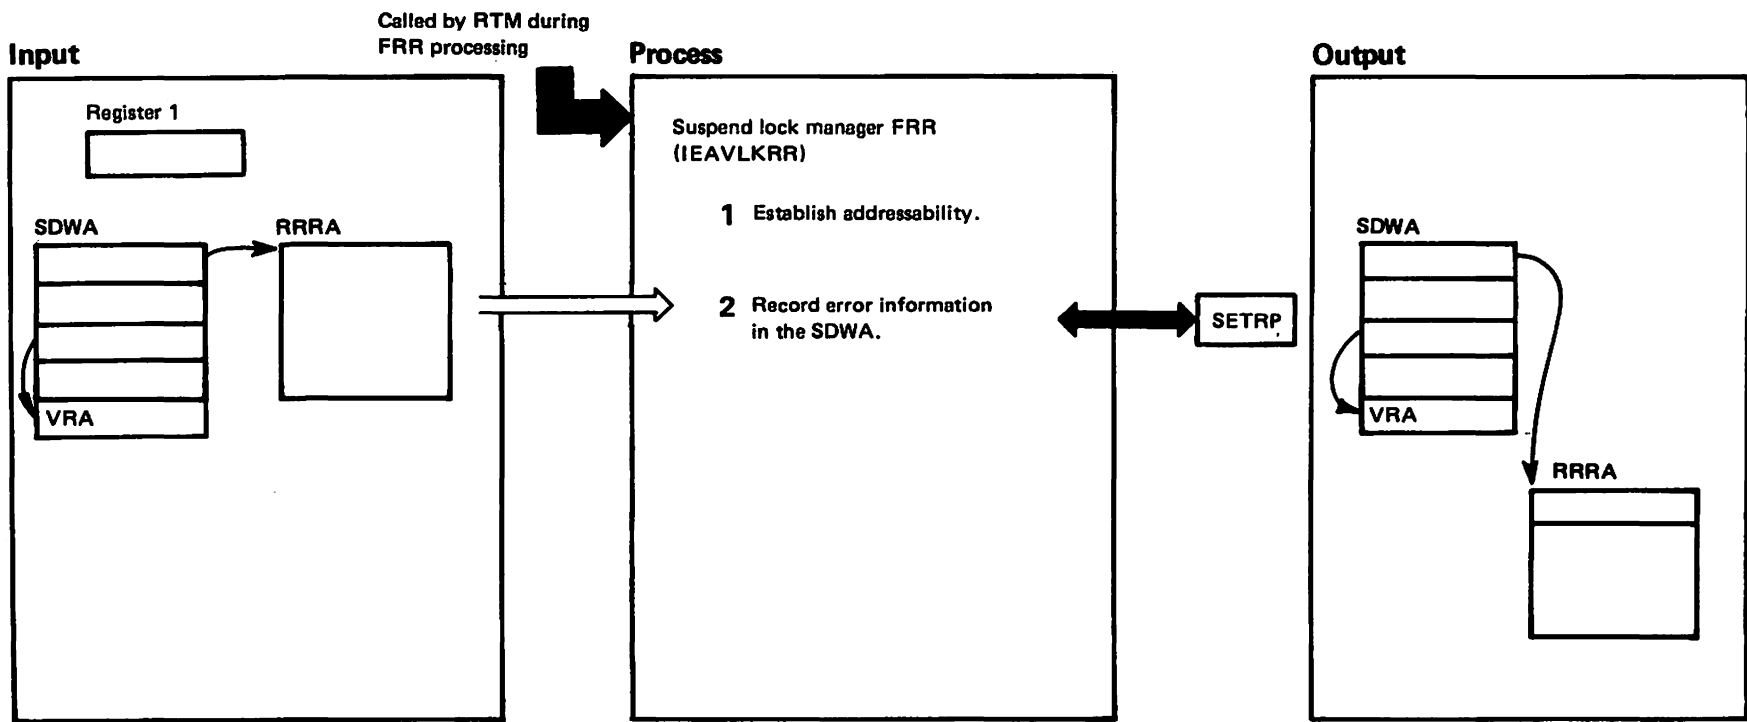 Called by RTM during
FRR processing
Input
Process
Output
Register 1
Suspend lock manager FRR
(IEAVLKRR)
SDWA
RRRA
1 Establish addressability.
SDWA
2 Record error information
in the SDWA.
SETRP
VRA
VRA
RRRA